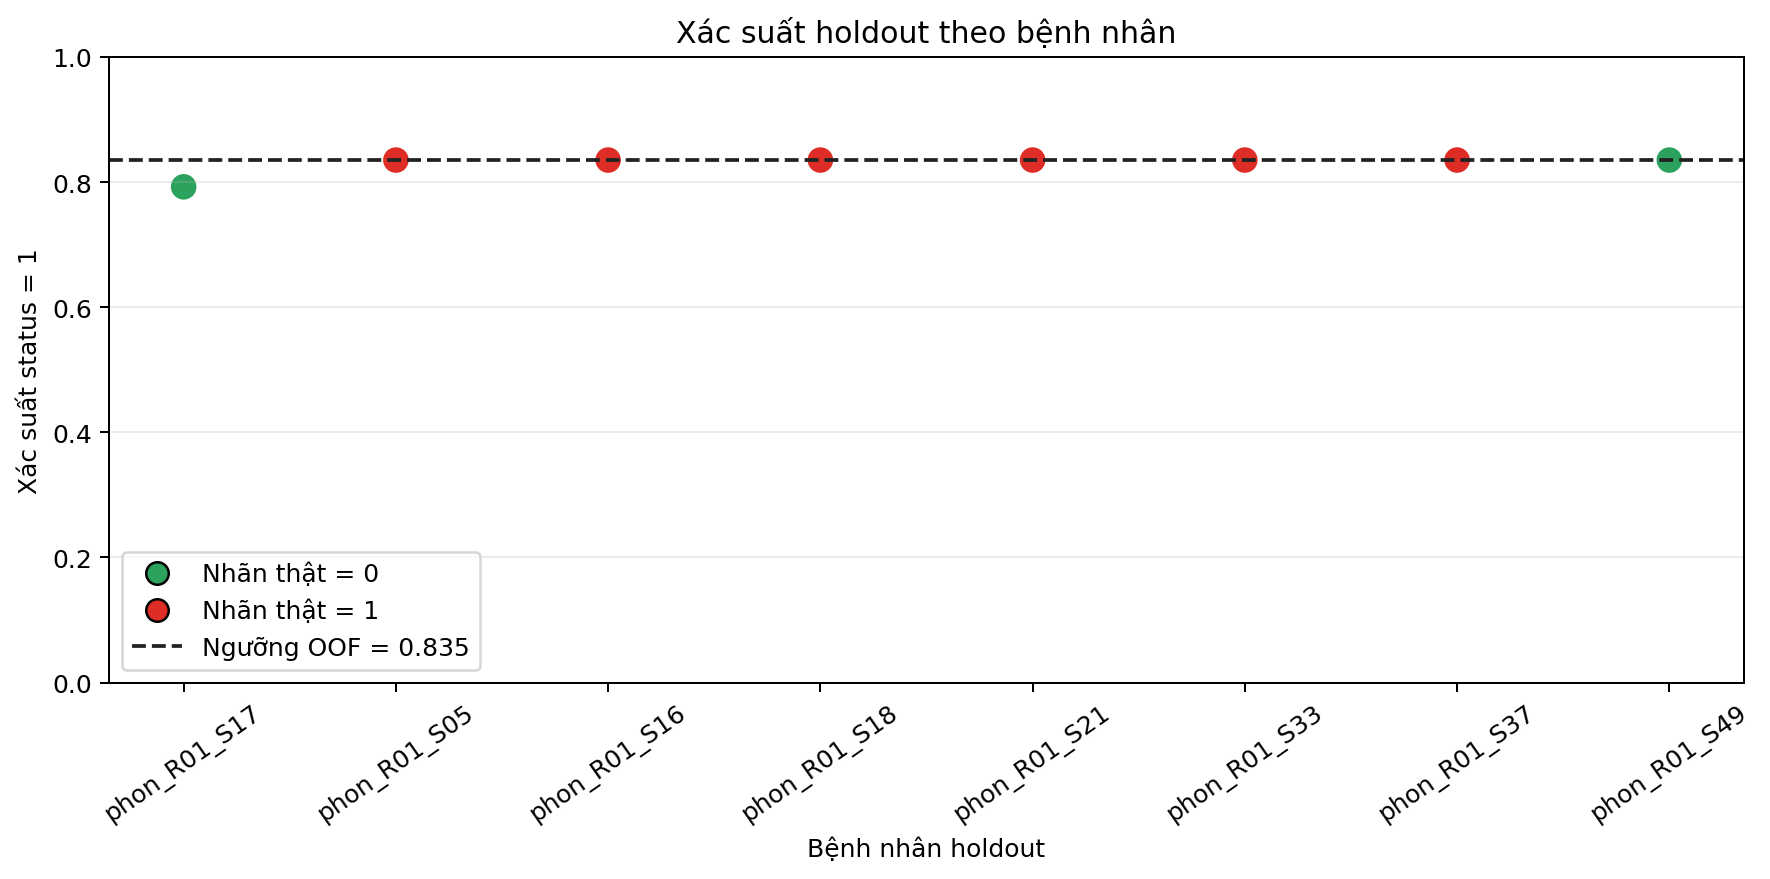 Xác suất holdout theo bệnh nhân
Xác suất status = 1
1.0
0.8
0.6
0.4
0.2
0.0
Nhãn thật = 0
Nhãn thật = 1
Ngưỡng OOF = 0.835
phon_R01_S17
phon_R01_S05
phon_R01_S16
phon_R01_S18
phon_R01_S21
phon_R01_S33
phon_R01_S37
phon_R01_S49
Bệnh nhân holdout